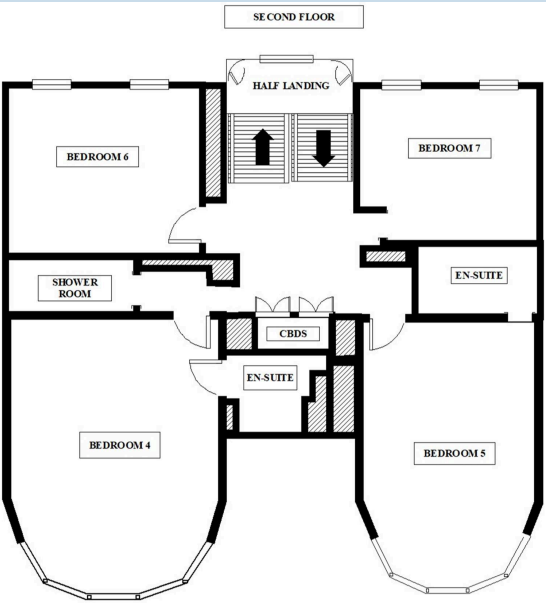 SECOND FLOOR
HALF LANDING
BEDROOM 6
BEDROOM 7
SHOWER
ROOM
EN-SUITE
CBDS
EN-SUITE
BEDROOM 4
BEDROOM 5